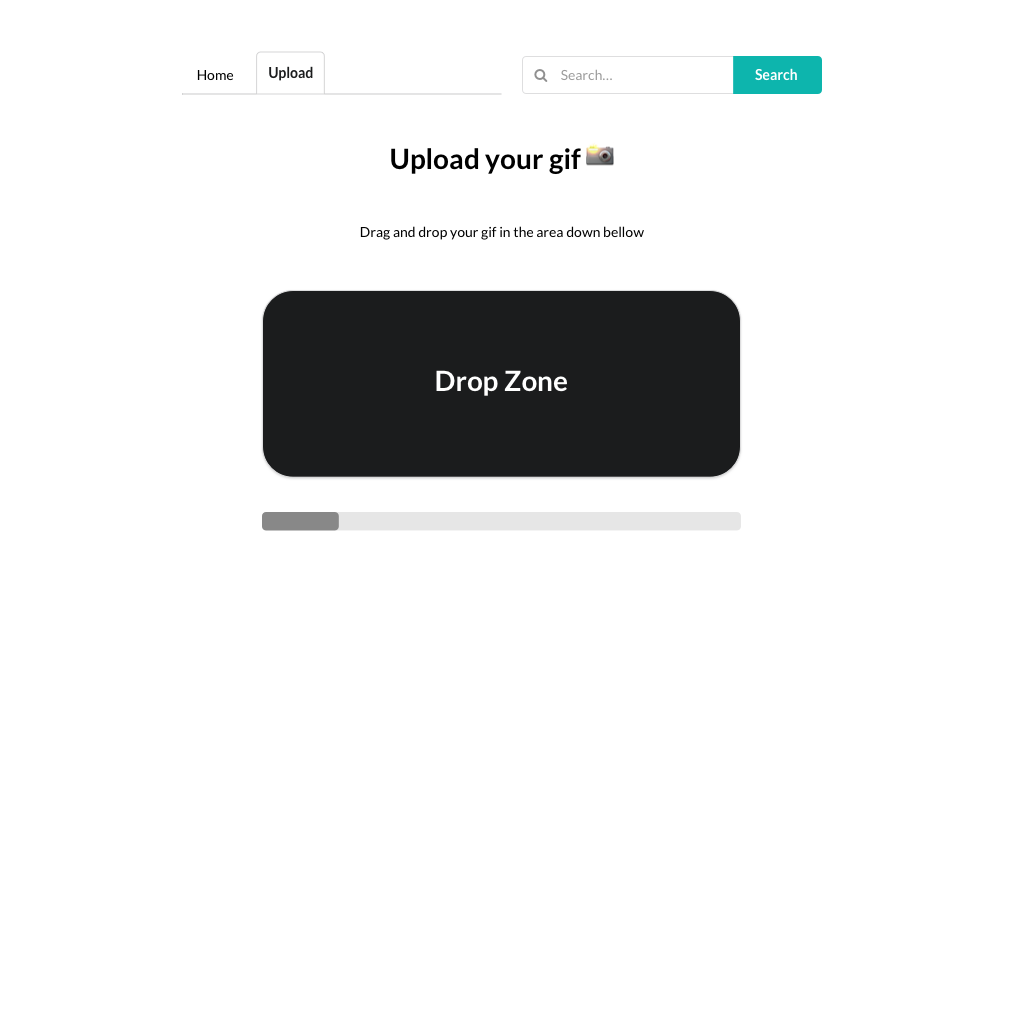 Home Upload Search... Search
Upload your gif 📸
Drag and drop your gif in the area down bellow
Drop Zone